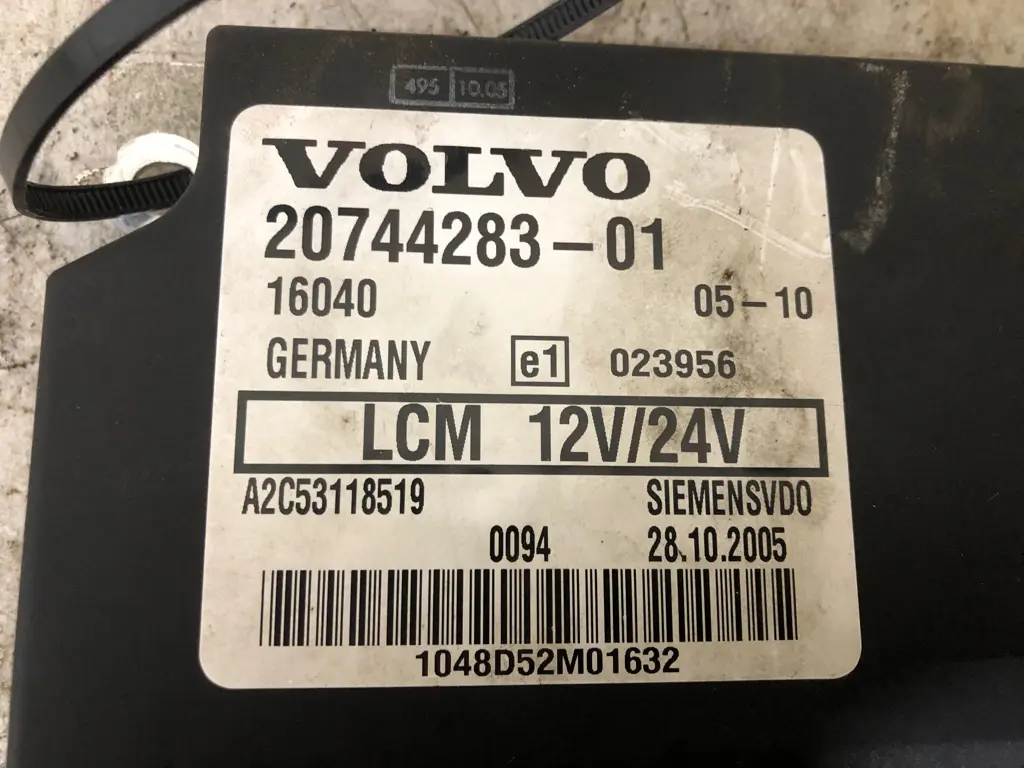 495 10.05
VOLVO
20744283-01
16040 05-10
GERMANY e1 023956
LCM 12V/24V
A2C53118519 SIEMENSVDO
0094 28.10.2005
1048D52M01632